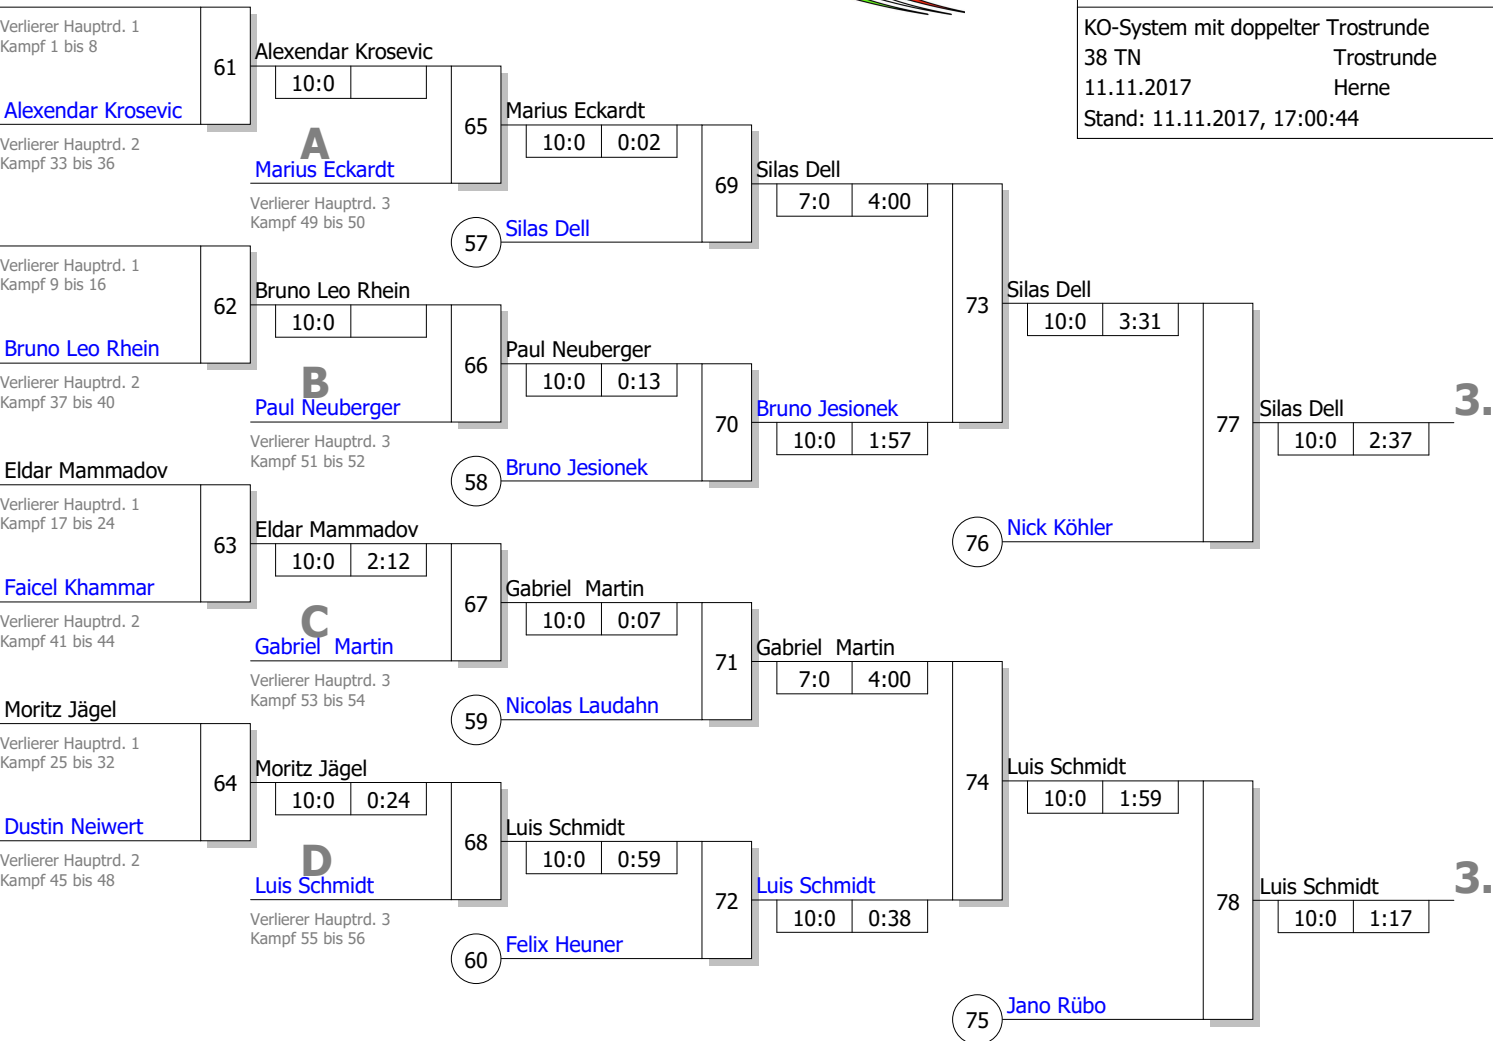 KO-System mit doppelter Trostrunde
38 TN Trostrunde
11.11.2017 Herne
Stand: 11.11.2017, 17:00:44
Verlierer Hauptrd. 1
Kampf 1 bis 8
61
Alexendar Krosevic
10:0
Alexendar Krosevic
Verlierer Hauptrd. 2
Kampf 33 bis 36
A
Marius Eckardt
Verlierer Hauptrd. 3
Kampf 49 bis 50
65
Marius Eckardt
10:0 0:02
57
Silas Dell
69
Silas Dell
7:0 4:00
Verlierer Hauptrd. 1
Kampf 9 bis 16
62
Bruno Leo Rhein
10:0
Bruno Leo Rhein
Verlierer Hauptrd. 2
Kampf 37 bis 40
B
Paul Neuberger
Verlierer Hauptrd. 3
Kampf 51 bis 52
66
Paul Neuberger
10:0 0:13
58
Bruno Jesionek
70
Bruno Jesionek
10:0 1:57
73
Silas Dell
10:0 3:31
76
Nick Köhler
77
Silas Dell
10:0 2:37
3.
Eldar Mammadov
Verlierer Hauptrd. 1
Kampf 17 bis 24
63
Eldar Mammadov
10:0 2:12
Faicel Khammar
Verlierer Hauptrd. 2
Kampf 41 bis 44
C
Gabriel  Martin
Verlierer Hauptrd. 3
Kampf 53 bis 54
67
Gabriel  Martin
10:0 0:07
59
Nicolas Laudahn
71
Gabriel  Martin
7:0 4:00
Moritz Jägel
Verlierer Hauptrd. 1
Kampf 25 bis 32
64
Moritz Jägel
10:0 0:24
Dustin Neiwert
Verlierer Hauptrd. 2
Kampf 45 bis 48
D
Luis Schmidt
Verlierer Hauptrd. 3
Kampf 55 bis 56
68
Luis Schmidt
10:0 0:59
60
Felix Heuner
72
Luis Schmidt
10:0 0:38
74
Luis Schmidt
10:0 1:59
75
Jano Rübo
78
Luis Schmidt
10:0 1:17
3.